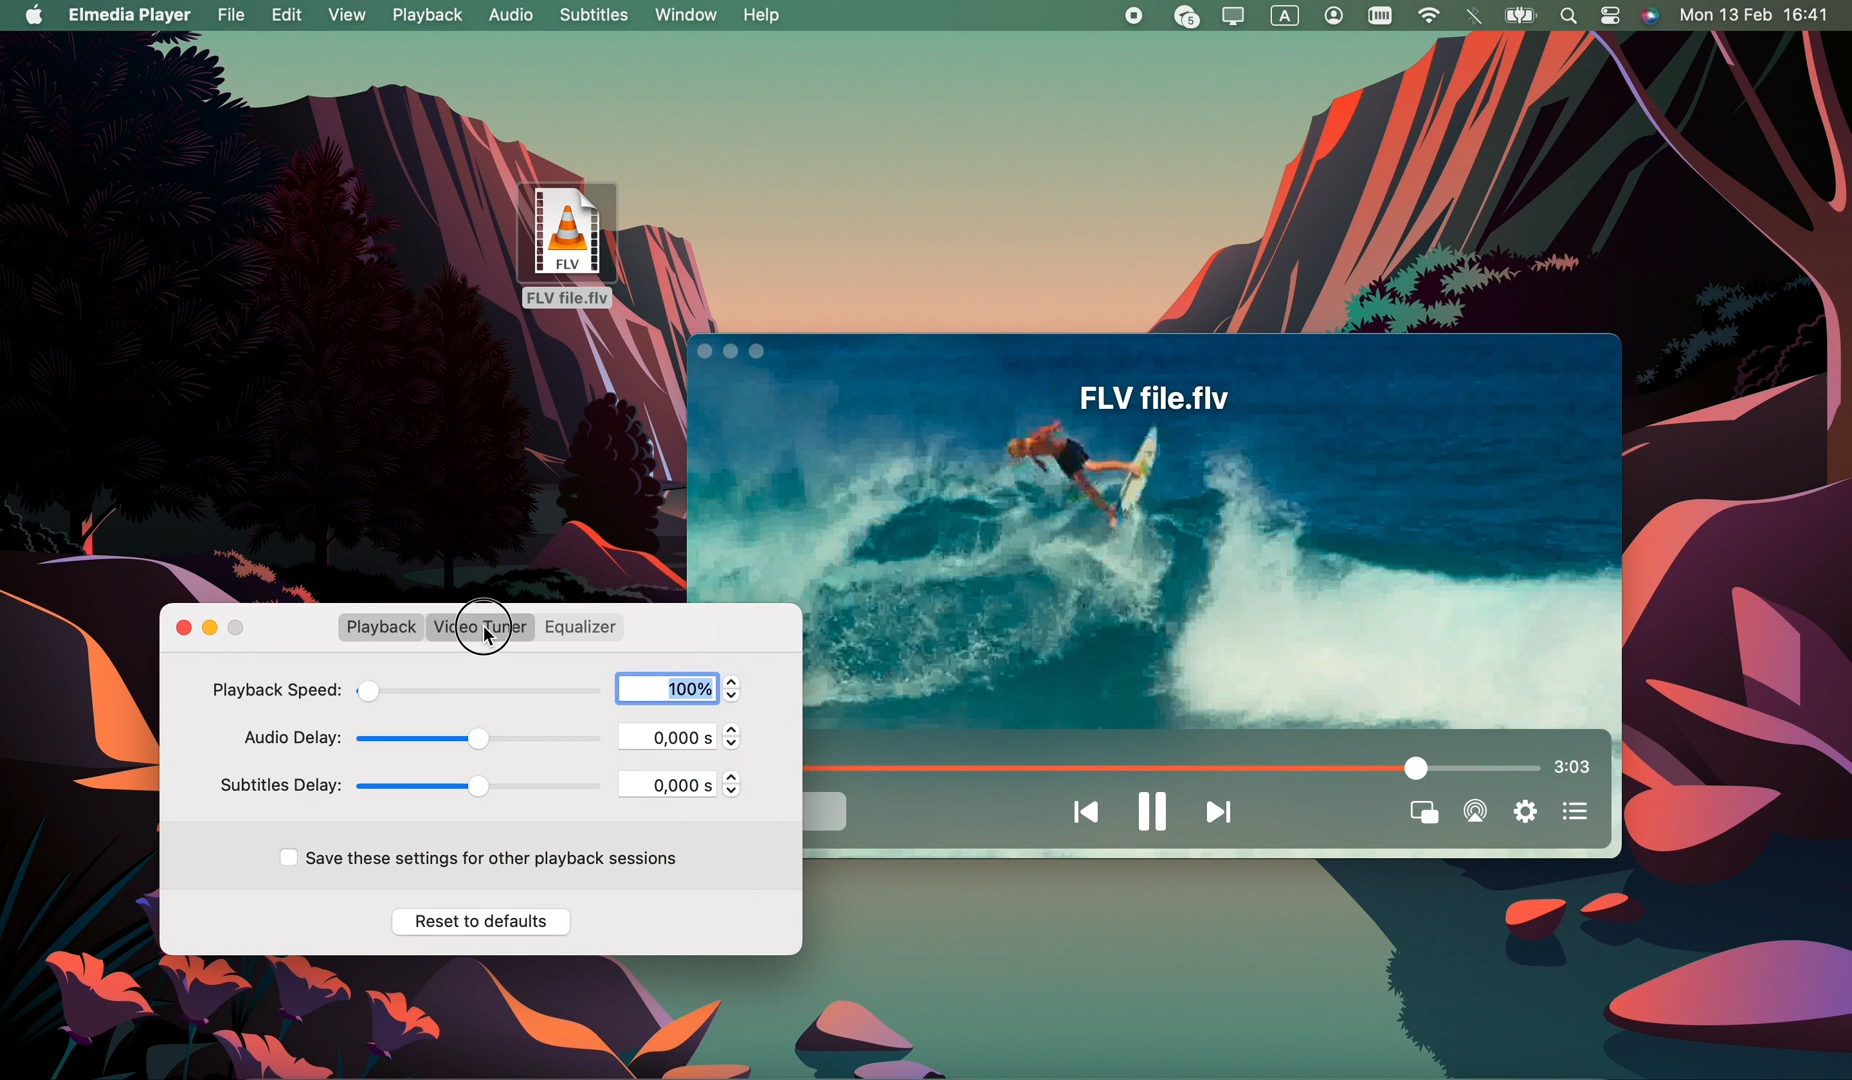 Elmedia Player File Edit View Playback Audio Subtitles Window Help 5 A Mon 13 Feb 16:41
FLV
FLV file.flv
FLV file.flv
Playback Video Tuner Equalizer
Playback Speed: 100%
Audio Delay: 0,000 s
Subtitles Delay: 0,000 s
Save these settings for other playback sessions
Reset to defaults
3:03